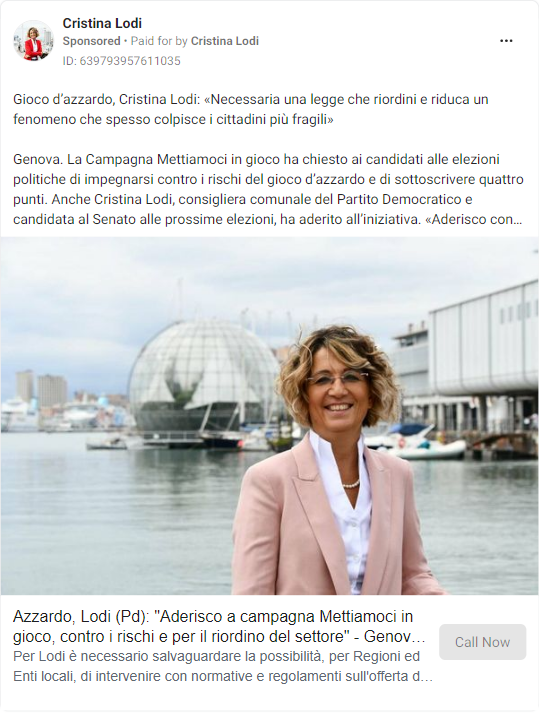 Cristina Lodi
Sponsored • Paid for by Cristina Lodi
ID: 639793957611035
Gioco d’azzardo, Cristina Lodi: «Necessaria una legge che riordini e riduca un
fenomeno che spesso colpisce i cittadini più fragili»
Genova. La Campagna Mettiamoci in gioco ha chiesto ai candidati alle elezioni
politiche di impegnarsi contro i rischi del gioco d’azzardo e di sottoscrivere quattro
punti. Anche Cristina Lodi, consigliera comunale del Partito Democratico e
candidata al Senato alle prossime elezioni, ha aderito all’iniziativa. «Aderisco con...
Azzardo, Lodi (Pd): "Aderisco a campagna Mettiamoci in
gioco, contro i rischi e per il riordino del settore" - Genov...
Per Lodi è necessario salvaguardare la possibilità, per Regioni ed
Enti locali, di intervenire con normative e regolamenti sull'offerta d...
Call Now